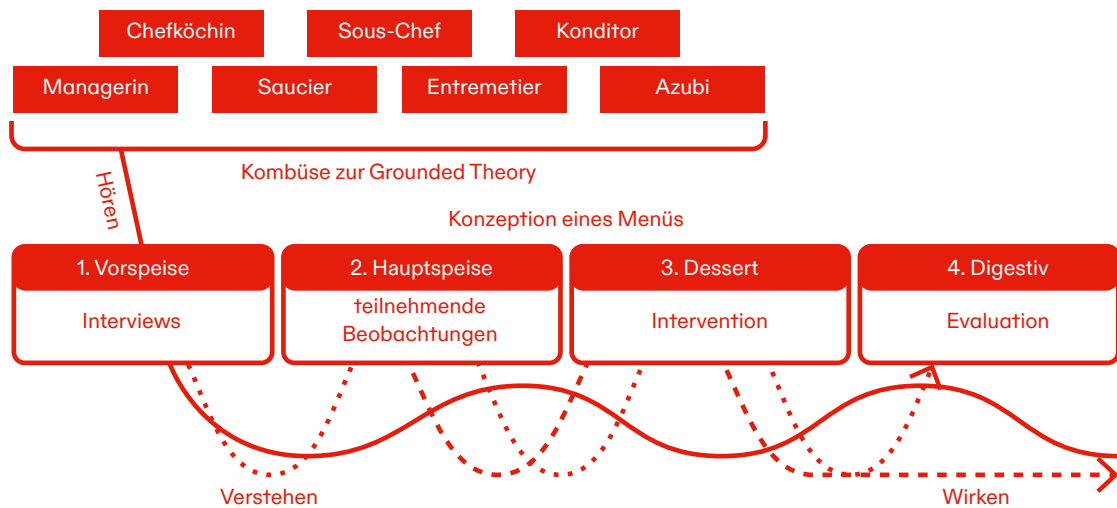 Chefköchin
Sous-Chef
Konditor
Managerin
Saucier
Entremetier
Azubi
Kombüse zur Grounded Theory
Hören
Konzeption eines Menüs
1. Vorspeise
2. Hauptspeise
3. Dessert
4. Digestiv
Interviews
teilnehmende
Beobachtungen
Intervention
Evaluation
Verstehen
Wirken